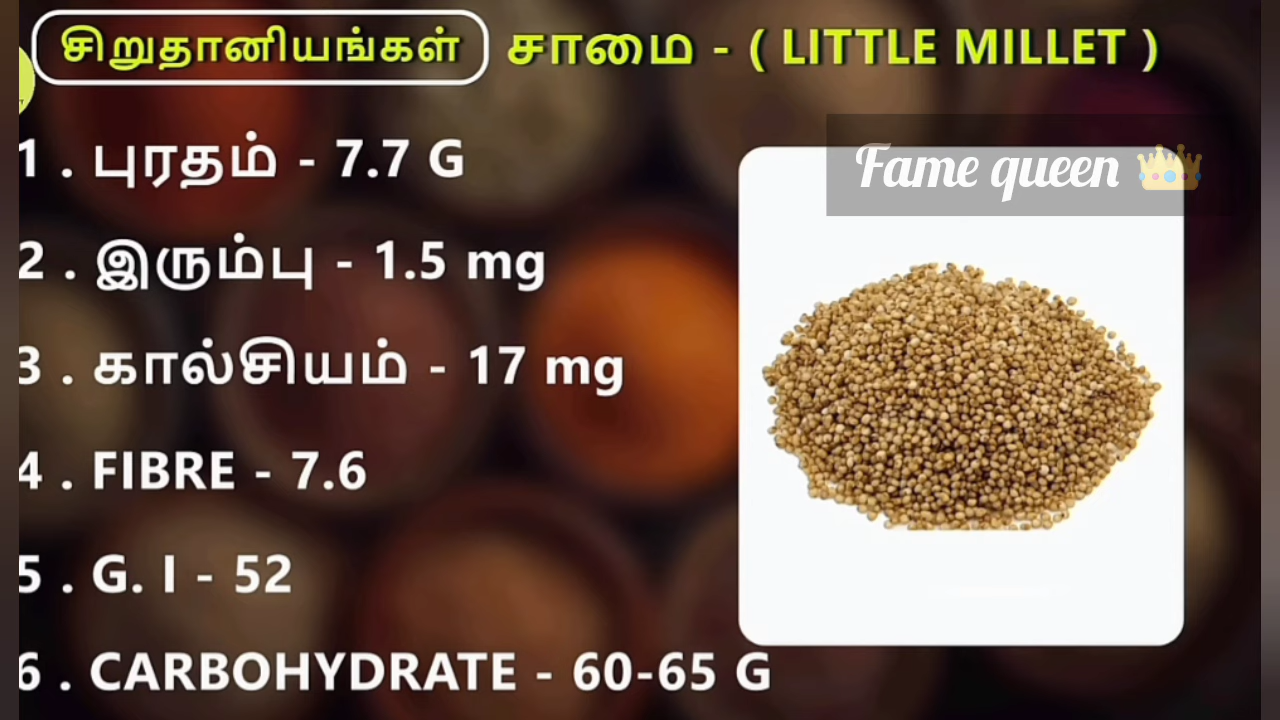 சிறுதானியங்கள் சாமை - ( LITTLE MILLET )
Fame queen 👑
1 . புரதம் - 7.7 G
2 . இரும்பு - 1.5 mg
3 . கால்சியம் - 17 mg
4 . FIBRE - 7.6
5 . G. I - 52
6 . CARBOHYDRATE - 60-65 G